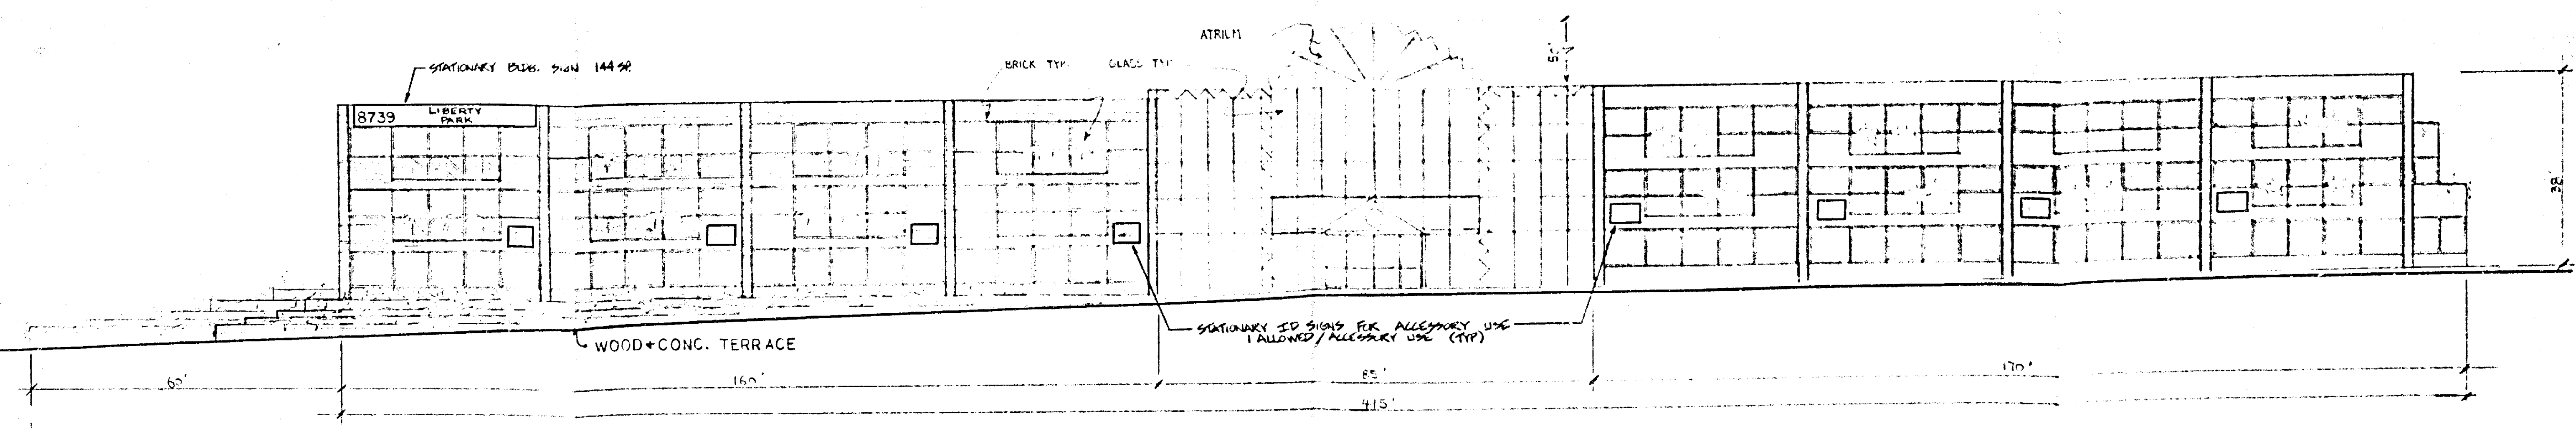 ATRIUM
STATIONARY BLDG. SIGN 144 SF.
BRICK TYP. GLASS TYP.
8739 LIBERTY
PARK
38'
STATIONARY ID SIGNS FOR ACCESSORY USE
1 ALLOWED / ACCESSORY USE (TYP)
WOOD + CONC. TERRACE
60' 160' 85' 170'
415'